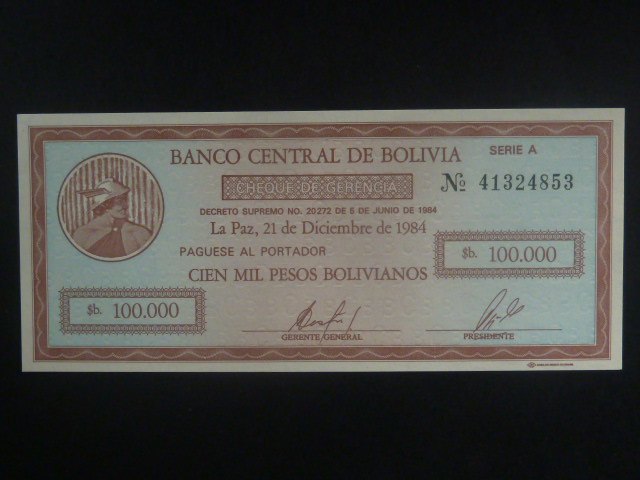 BANCO CENTRAL DE BOLIVIA
SERIE A
CHEQUE DE GERENCIA
No 41324853
DECRETO SUPREMO NO. 20272 DE 5 DE JUNIO DE 1984
La Paz, 21 de Diciembre de 1984
PAGUESE AL PORTADOR
$b. 100.000
CIEN MIL PESOS BOLIVIANOS
$b. 100.000
GERENTE GENERAL
PRESIDENTE